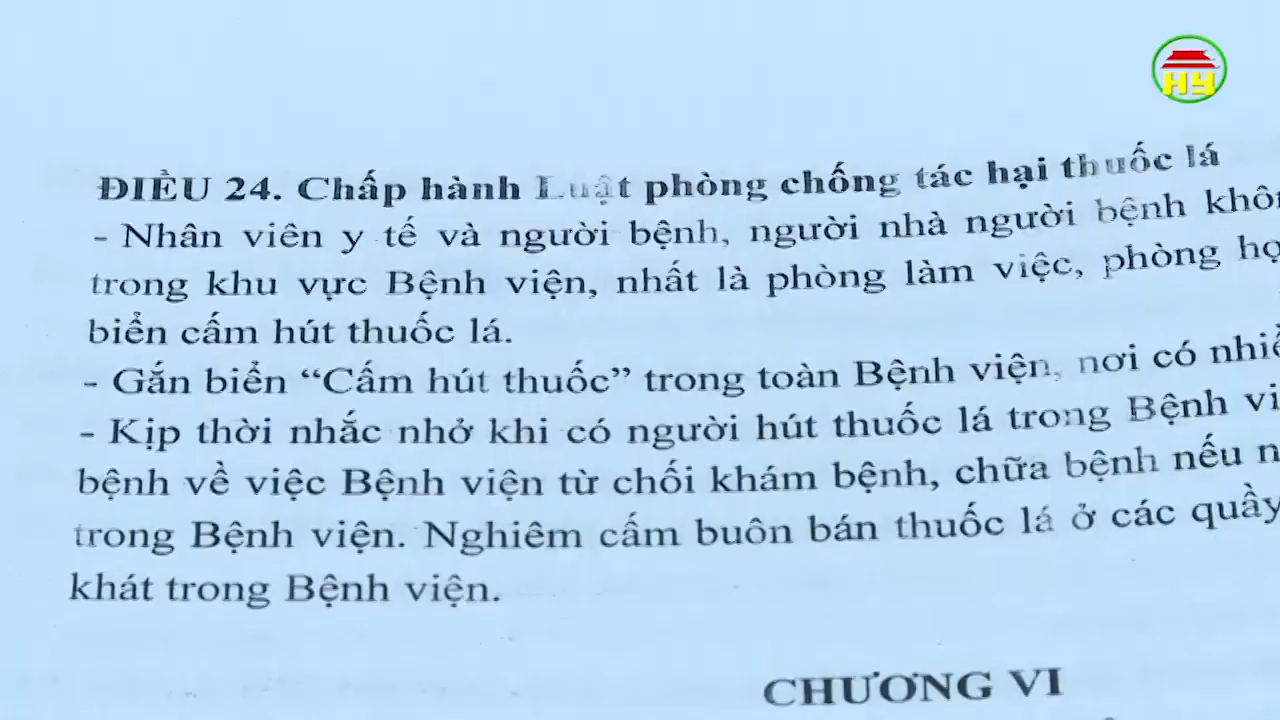 HY
ĐIỀU 24. Chấp hành Luật phòng chống tác hại thuốc lá
- Nhân viên y tế và người bệnh, người nhà người bệnh
trong khu vực Bệnh viện, nhất là phòng làm việc, phòng
biển cấm hút thuốc lá.
- Gắn biển “Cấm hút thuốc” trong toàn Bệnh viện, nơi có
- Kịp thời nhắc nhở khi có người hút thuốc lá trong Bệnh
bệnh về việc Bệnh viện từ chối khám bệnh, chữa bệnh nếu
trong Bệnh viện. Nghiêm cấm buôn bán thuốc lá ở các quầy
khát trong Bệnh viện.
CHƯƠNG VI